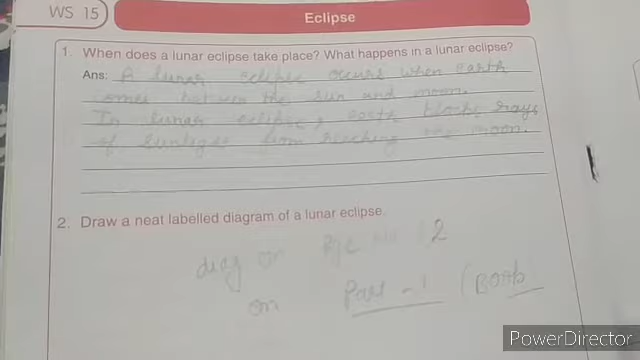 WS 15
Eclipse
1. When does a lunar eclipse take place? What happens in a lunar eclipse?
Ans: A lunar eclipse occurs when earth
comes between the sun and moon.
In lunar eclipse, earth blocks rays
of sunlight from reaching the moon.
2. Draw a neat labelled diagram of a lunar eclipse.
diag on 2
on Part - 1 (Book
PowerDirector